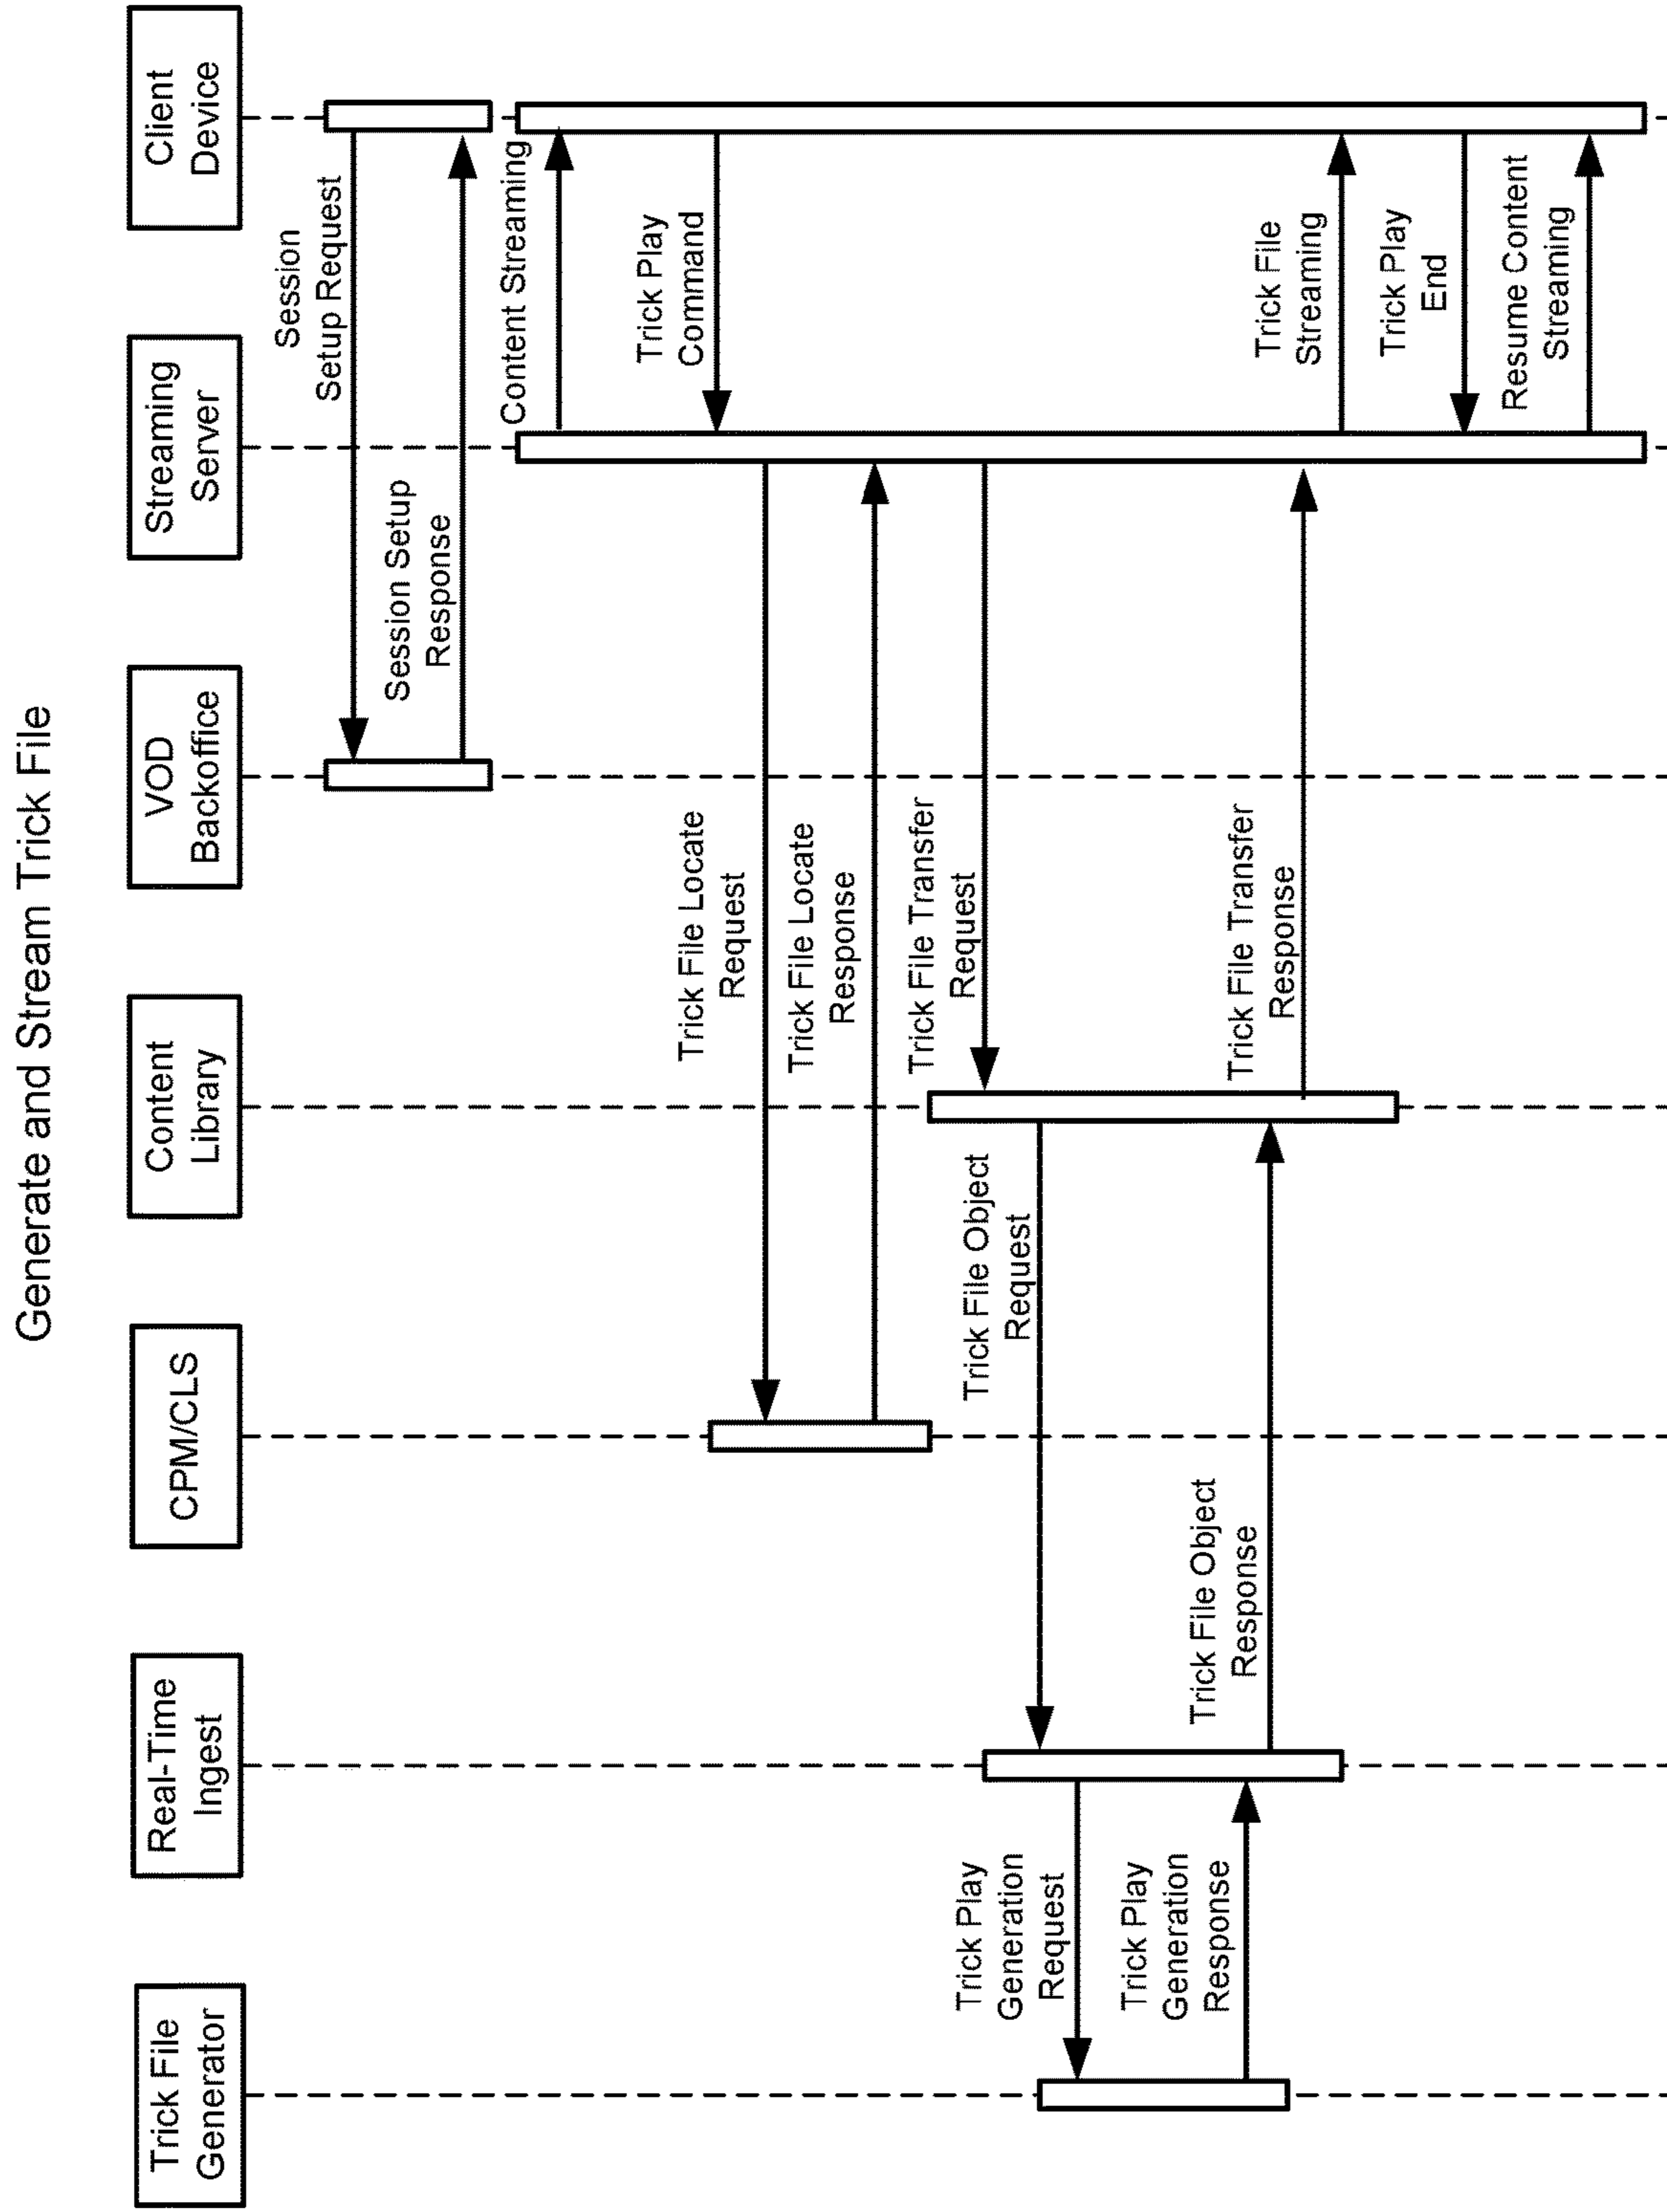 Generate and Stream Trick File
Trick File
Generator
Real-Time
Ingest
CPM/CLS
Content
Library
VOD
Backoffice
Streaming
Server
Client
Device
Session
Setup Request
Session Setup
Response
Content Streaming
Trick Play
Command
Trick File Locate
Request
Trick File Locate
Response
Trick File Transfer
Request
Trick File Object
Request
Trick Play
Generation
Request
Trick Play
Generation
Response
Trick File Object
Response
Trick File Transfer
Response
Trick File
Streaming
Trick Play
End
Resume Content
Streaming